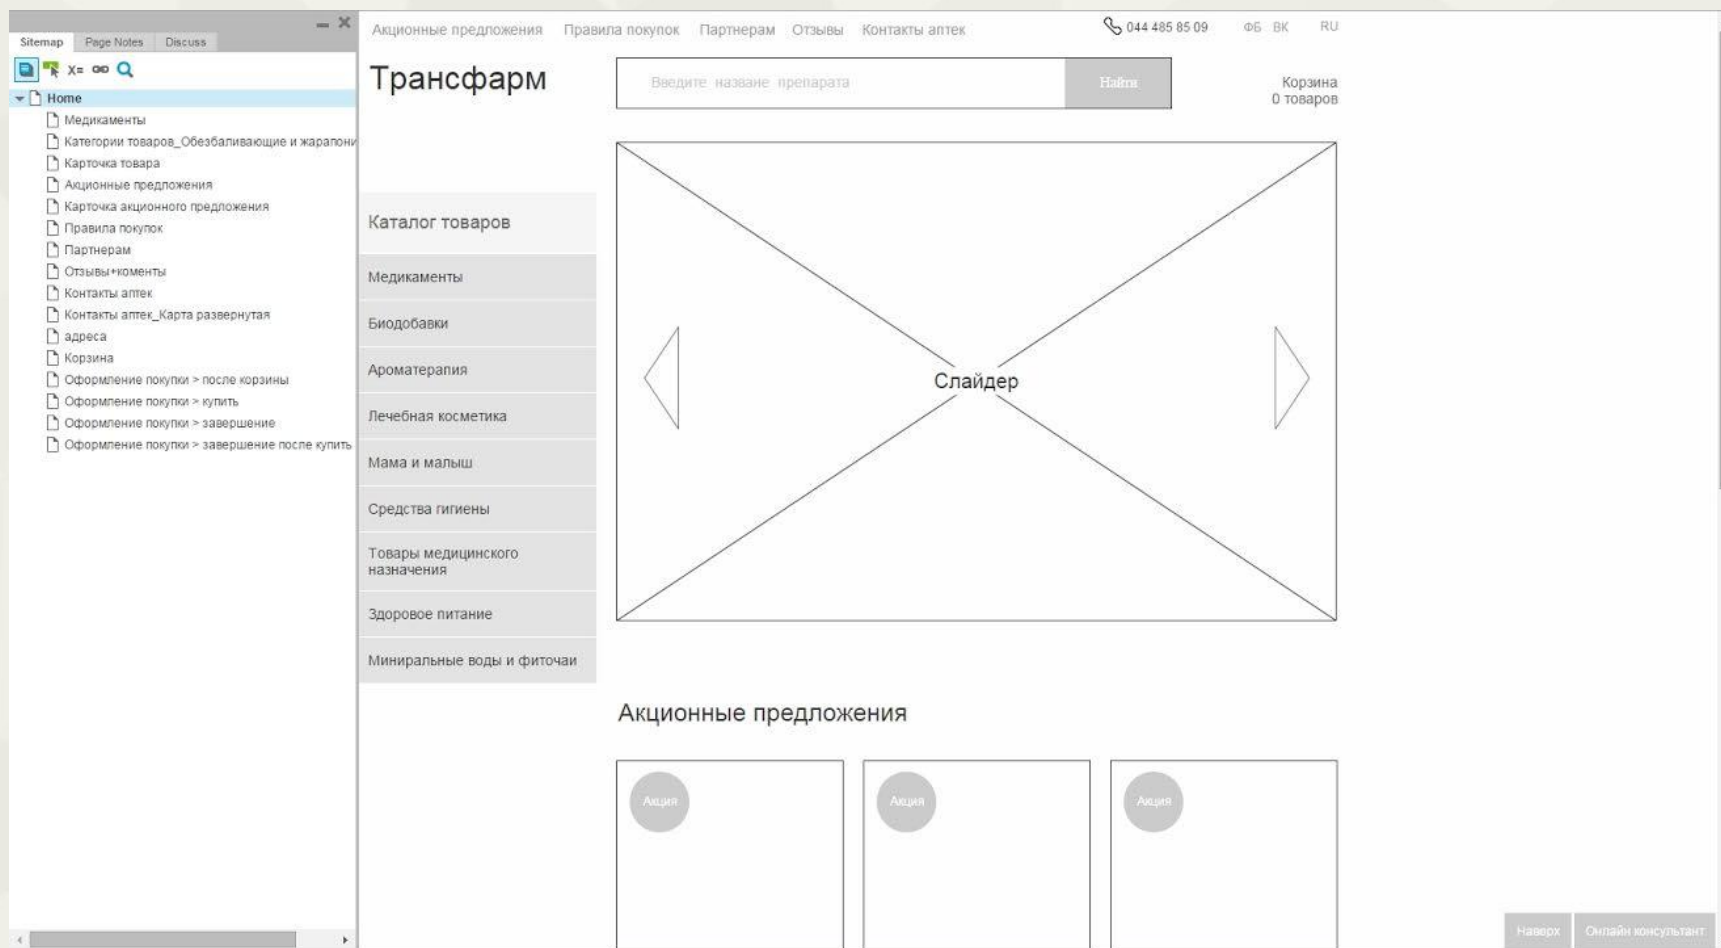 Sitemap Page Notes Discuss
X=
Home
Медикаменты
Категории товаров_Обезбаливающие и жарапони
Карточка товара
Акционные предложения
Карточка акционного предложения
Правила покупок
Партнерам
Отзывы+коменты
Контакты аптек
Контакты аптек_Карта развернутая
адреса
Корзина
Оформление покупки > после корзины
Оформление покупки > купить
Оформление покупки > завершение
Оформление покупки > завершение после купить
Акционные предложения Правила покупок Партнерам Отзывы Контакты аптек 044 485 85 09 ФБ ВК RU
Трансфарм
Введите назване препарата Найти
Корзина
0 товаров
Каталог товаров
Медикаменты
Биодобавки
Ароматерапия
Лечебная косметика
Мама и малыш
Средства гигиены
Товары медицинского
назначения
Здоровое питание
Миниральные воды и фиточаи
Слайдер
Акционные предложения
Акция Акция Акция
Наверх Онлайн консультант